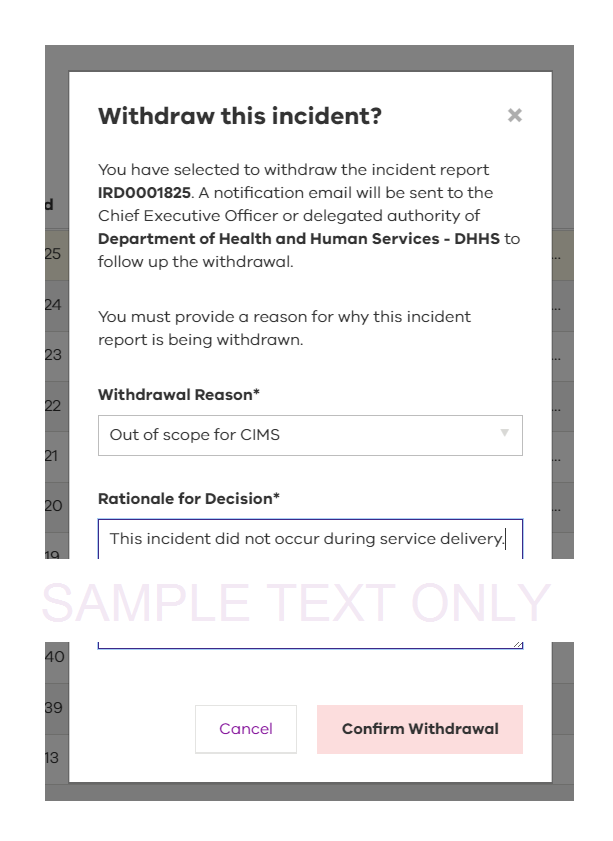 Withdraw this incident?
×
You have selected to withdraw the incident report
IRD0001825. A notification email will be sent to the
Chief Executive Officer or delegated authority of
Department of Health and Human Services - DHHS to
follow up the withdrawal.
You must provide a reason for why this incident
report is being withdrawn.
Withdrawal Reason*
Out of scope for CIMS
Rationale for Decision*
This incident did not occur during service delivery.
SAMPLE TEXT ONLY
Cancel
Confirm Withdrawal
d
25
...
24
...
23
...
22
...
21
...
20
...
19
40
39
13